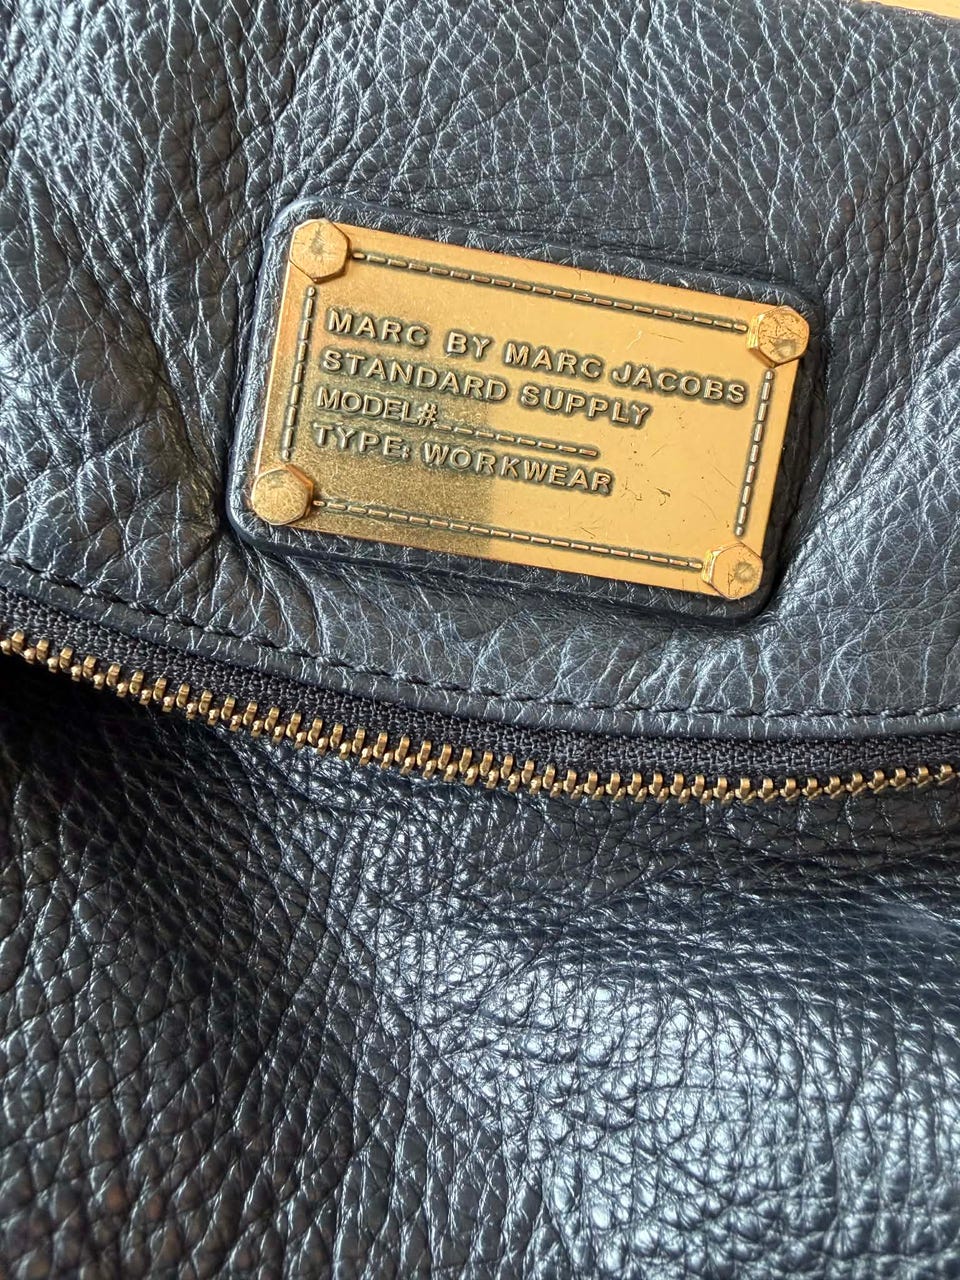 MARC BY MARC JACOBS
STANDARD SUPPLY
MODEL#
TYPE: WORKWEAR